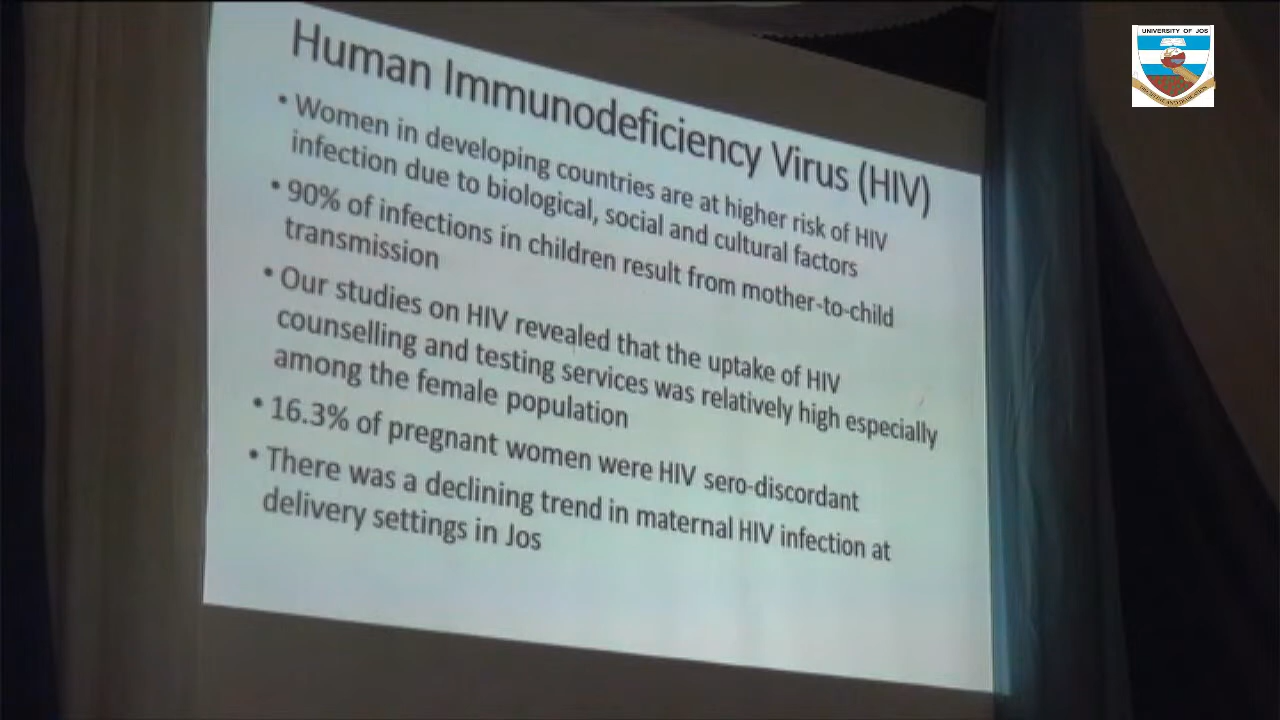 UNIVERSITY OF JOS
Human Immunodeficiency Virus (HIV)
• Women in developing countries are at higher risk of HIV
infection due to biological, social and cultural factors
• 90% of infections in children result from mother-to-child
transmission
• Our studies on HIV revealed that the uptake of HIV
counselling and testing services was relatively high especially
among the female population
• 16.3% of pregnant women were HIV sero-discordant
• There was a declining trend in maternal HIV infection at
delivery settings in Jos